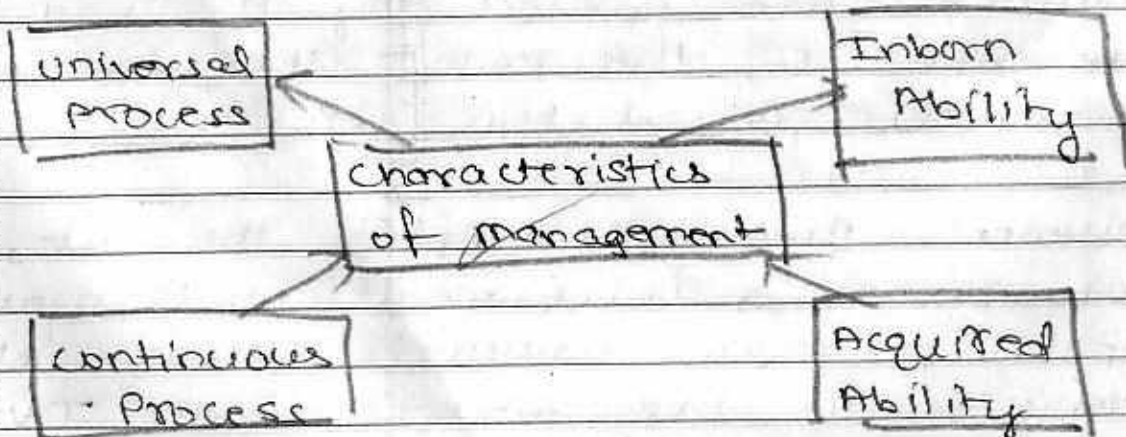 universal
process
Inborn
Ability
characteristics
of management
continuous
Process
Acquired
Ability